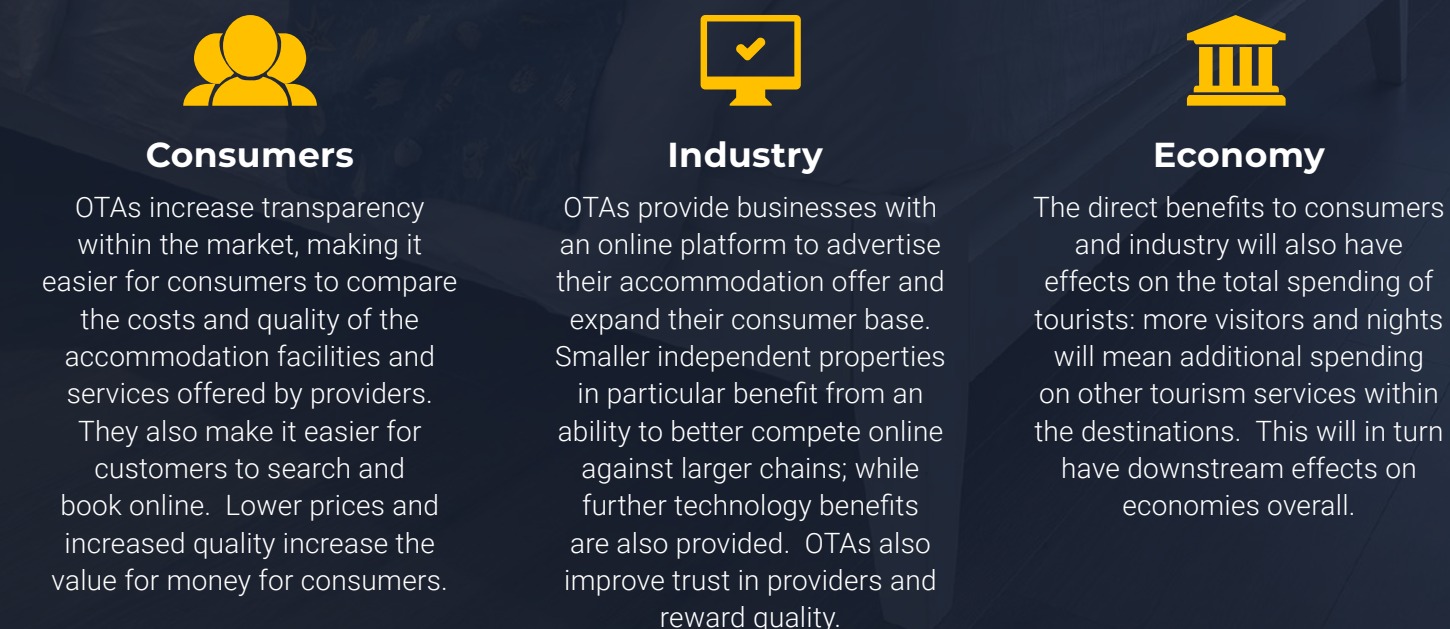 Consumers
OTAs increase transparency
within the market, making it
easier for consumers to compare
the costs and quality of the
accommodation facilities and
services offered by providers.
They also make it easier for
customers to search and
book online.  Lower prices and
increased quality increase the
value for money for consumers.
Industry
OTAs provide businesses with
an online platform to advertise
their accommodation offer and
expand their consumer base.
Smaller independent properties
in particular benefit from an
ability to better compete online
against larger chains; while
further technology benefits
are also provided.  OTAs also
improve trust in providers and
reward quality.
Economy
The direct benefits to consumers
and industry will also have
effects on the total spending of
tourists: more visitors and nights
will mean additional spending
on other tourism services within
the destinations.  This will in turn
have downstream effects on
economies overall.